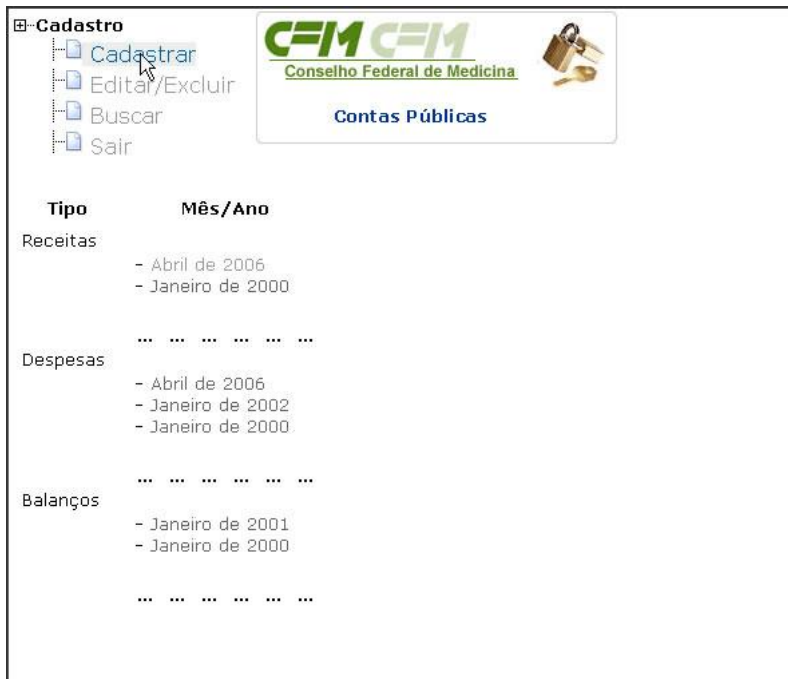 Cadastro
Cadastrar
Editar/Excluir
Buscar
Sair
CFM CFM
Conselho Federal de Medicina
Contas Públicas
Tipo Mês/Ano
Receitas
- Abril de 2006
- Janeiro de 2000
... ... ... ... ... ...
Despesas
- Abril de 2006
- Janeiro de 2002
- Janeiro de 2000
... ... ... ... ... ...
Balanços
- Janeiro de 2001
- Janeiro de 2000
... ... ... ... ... ...